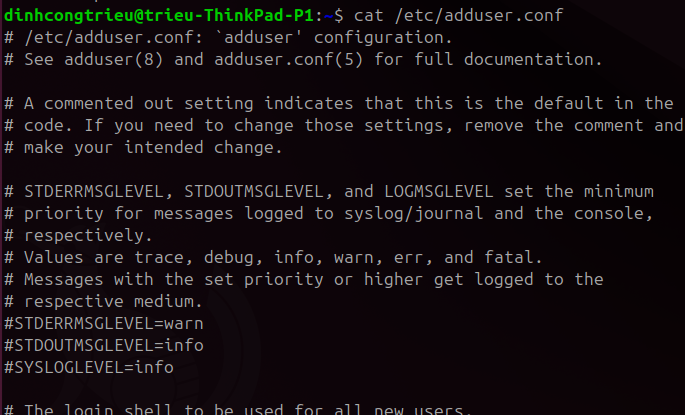 dinhcongtrieu@trieu-ThinkPad-P1:~$ cat /etc/adduser.conf
# /etc/adduser.conf: `adduser' configuration.
# See adduser(8) and adduser.conf(5) for full documentation.

# A commented out setting indicates that this is the default in the
# code. If you need to change those settings, remove the comment and
# make your intended change.

# STDERRMSGLEVEL, STDOUTMSGLEVEL, and LOGMSGLEVEL set the minimum
# priority for messages logged to syslog/journal and the console,
# respectively.
# Values are trace, debug, info, warn, err, and fatal.
# Messages with the set priority or higher get logged to the
# respective medium.
#STDERRMSGLEVEL=warn
#STDOUTMSGLEVEL=info
#SYSLOGLEVEL=info

# The login shell to be used for all new users.